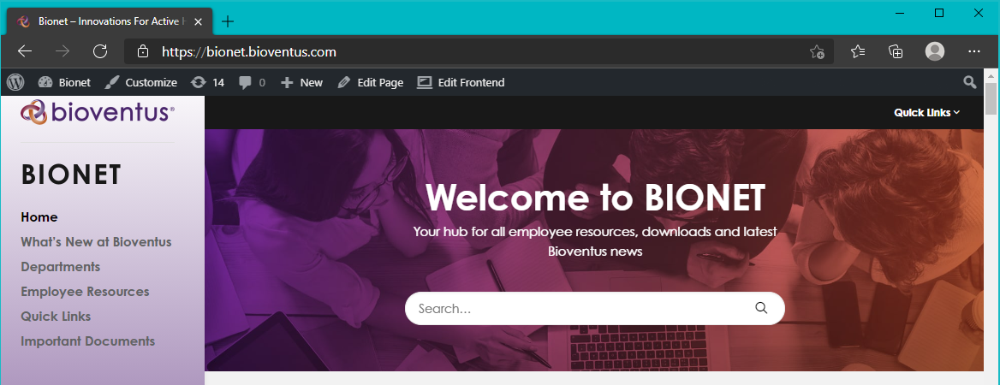 Bionet – Innovations For Active
https://bionet.bioventus.com
Bionet Customize 14 0 New Edit Page Edit Frontend
bioventus®
Quick Links
BIONET
Home
What's New at Bioventus
Departments
Employee Resources
Quick Links
Important Documents
Welcome to BIONET
Your hub for all employee resources, downloads and latest
Bioventus news
Search...